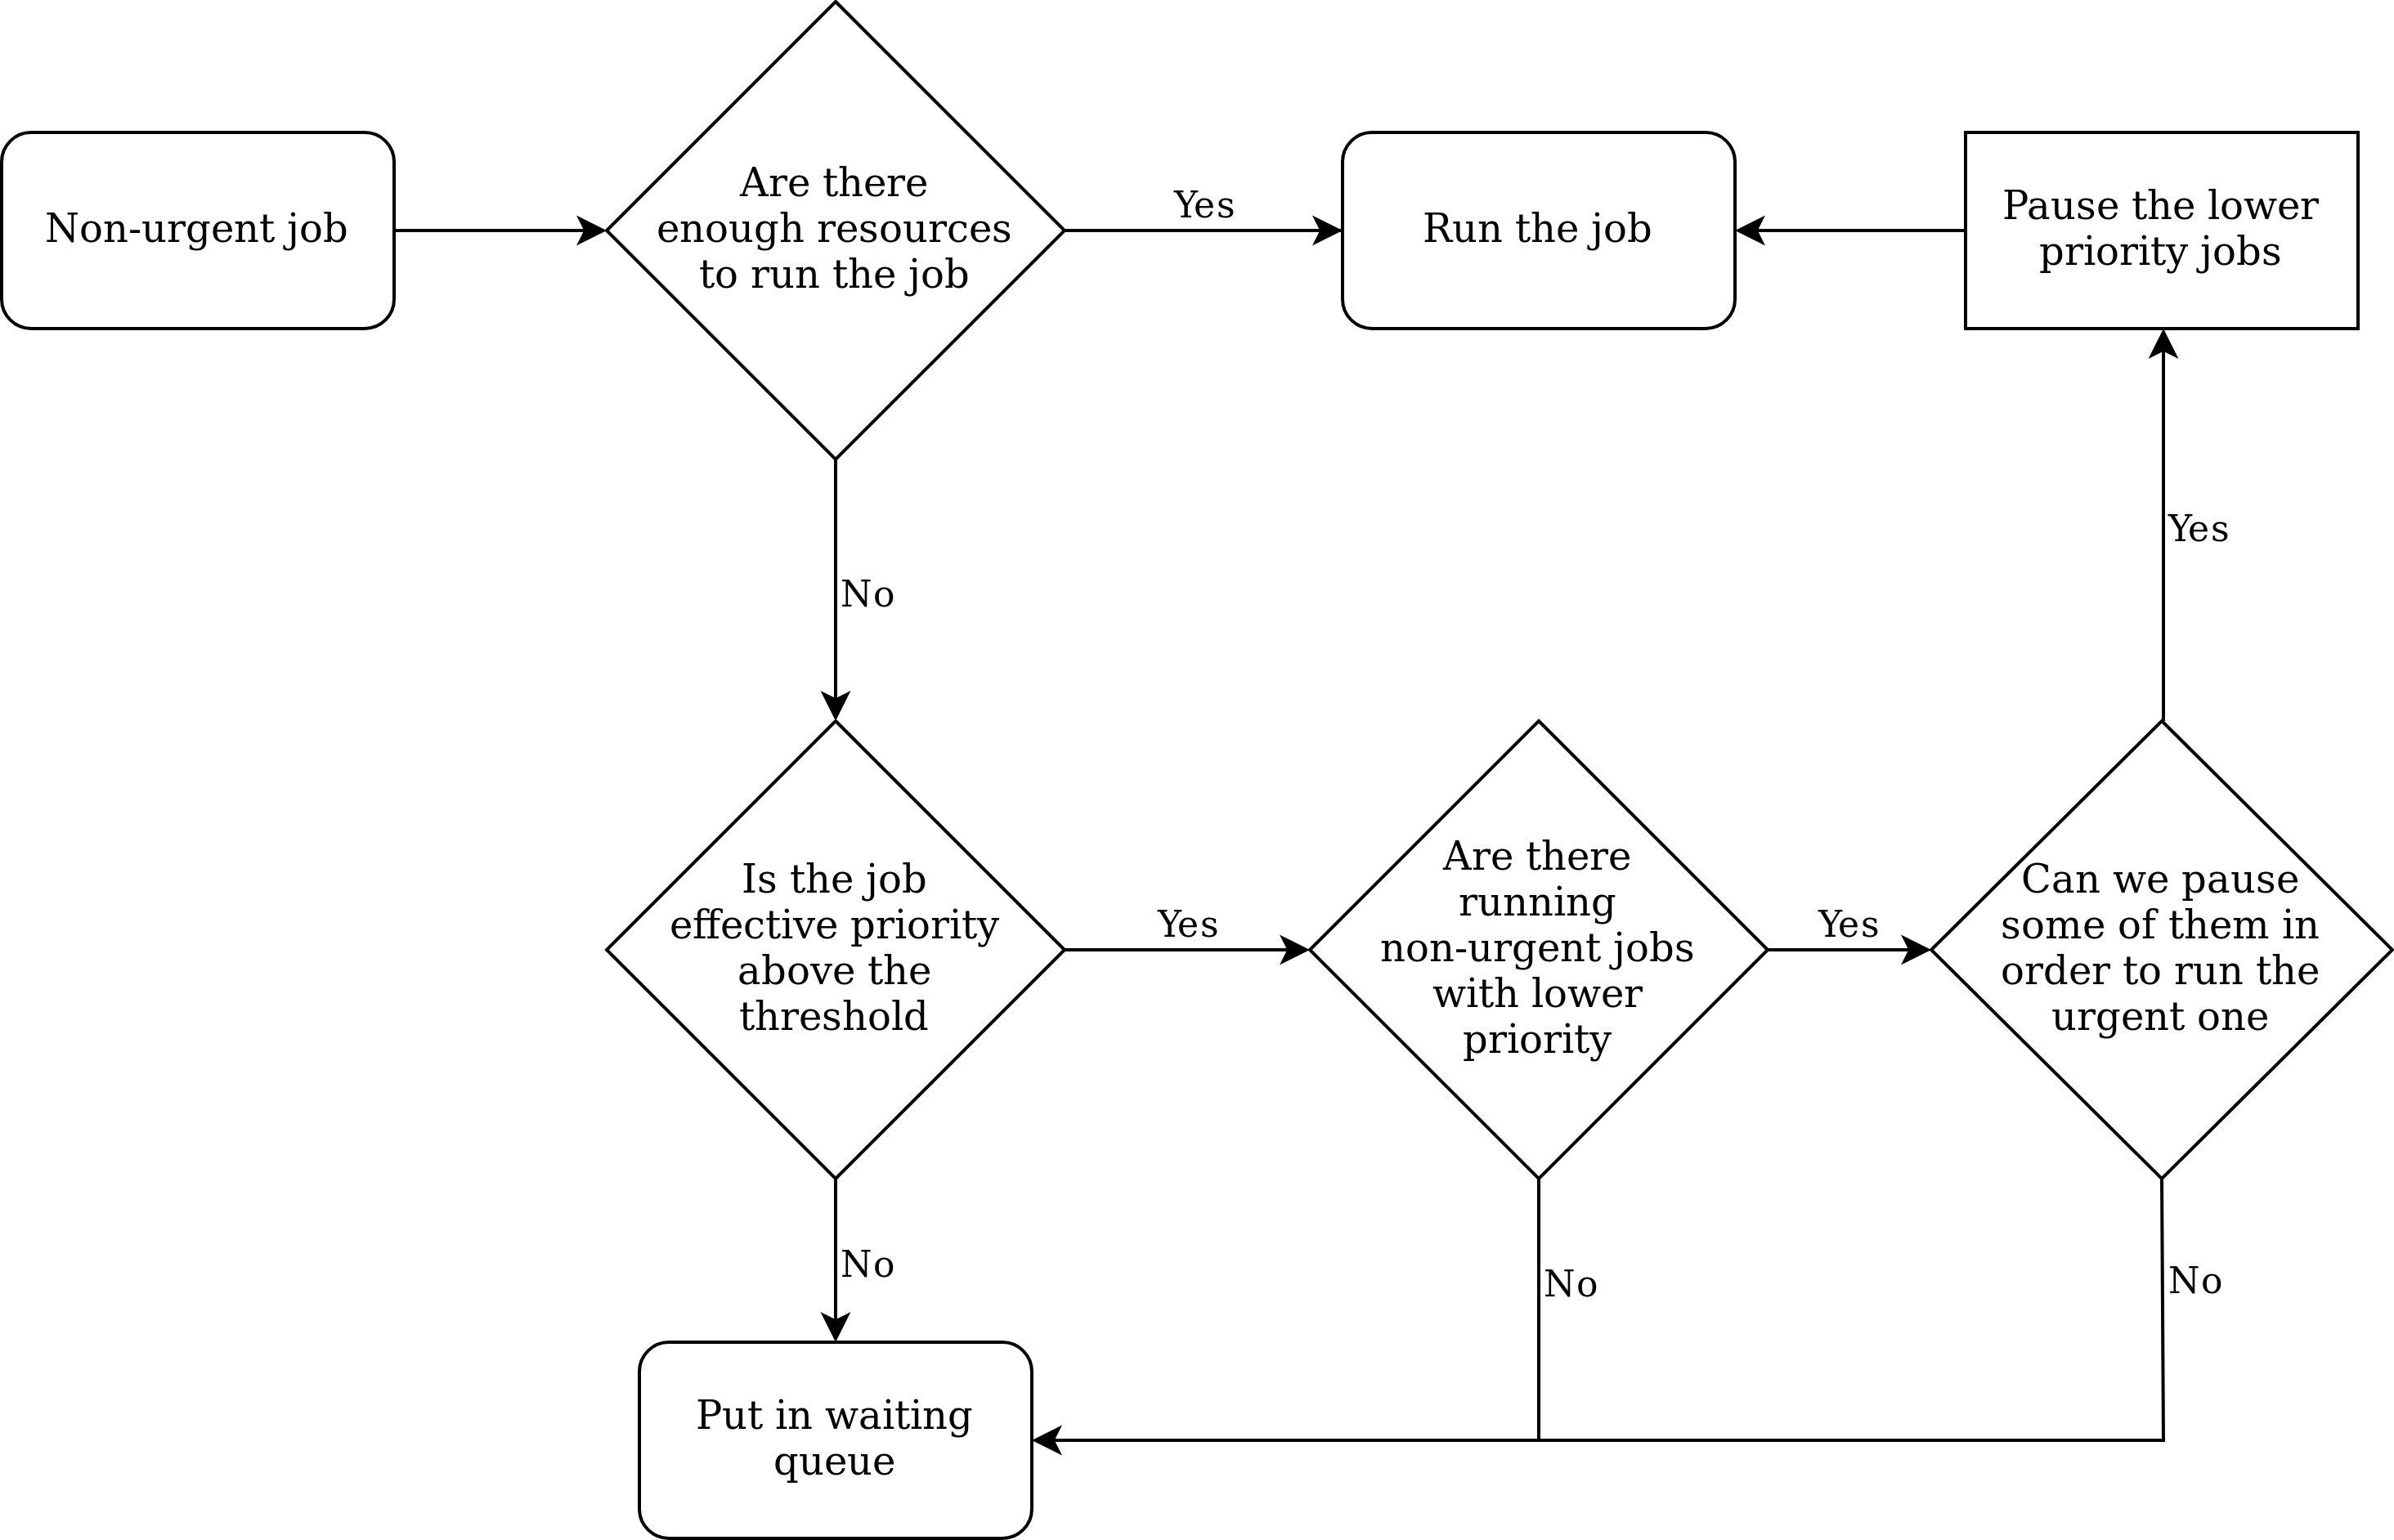 Non-urgent job
Are there
enough resources
to run the job
Yes
Run the job
Pause the lower
priority jobs
No
Yes
Is the job
effective priority
above the
threshold
Yes
Are there
running
non-urgent jobs
with lower
priority
Yes
Can we pause
some of them in
order to run the
urgent one
No
No
No
Put in waiting
queue